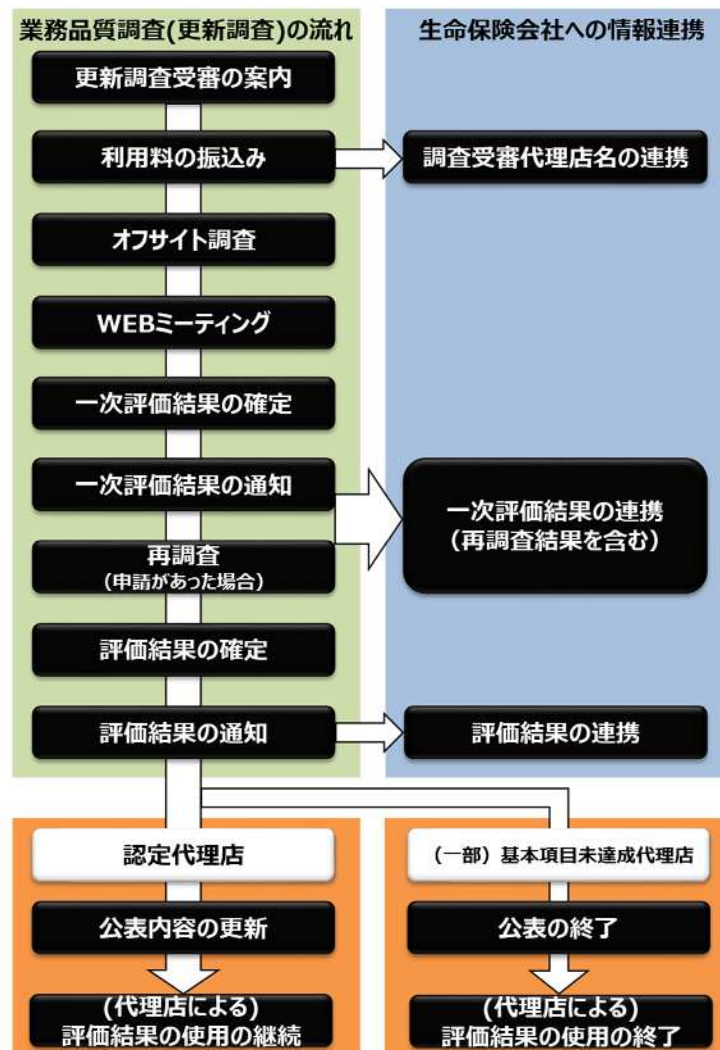 業務品質調査(更新調査)の流れ
生命保険会社への情報連携
更新調査受審の案内
利用料の振込み
調査受審代理店名の連携
オフサイト調査
WEBミーティング
一次評価結果の確定
一次評価結果の通知
一次評価結果の連携
(再調査結果を含む)
再調査
(申請があった場合)
評価結果の確定
評価結果の通知
評価結果の連携
認定代理店
(一部)基本項目未達成代理店
公表内容の更新
公表の終了
(代理店による)
評価結果の使用の継続
(代理店による)
評価結果の使用の終了